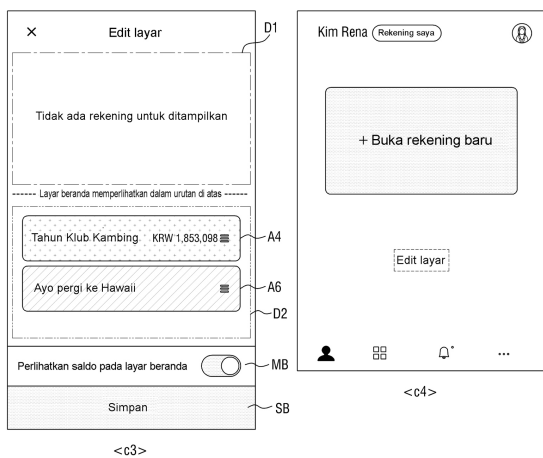 × Edit layar
D1
Tidak ada rekening untuk ditampilkan
Layar beranda memperlihatkan dalam urutan di atas
Tahun Klub Kambing. KRW 1,853,098
A4
Ayo pergi ke Hawaii
A6
D2
Perlihatkan saldo pada layar beranda
MB
Simpan
SB
<c3>
Kim Rena Rekening saya
+ Buka rekening baru
Edit layar
...
<c4>